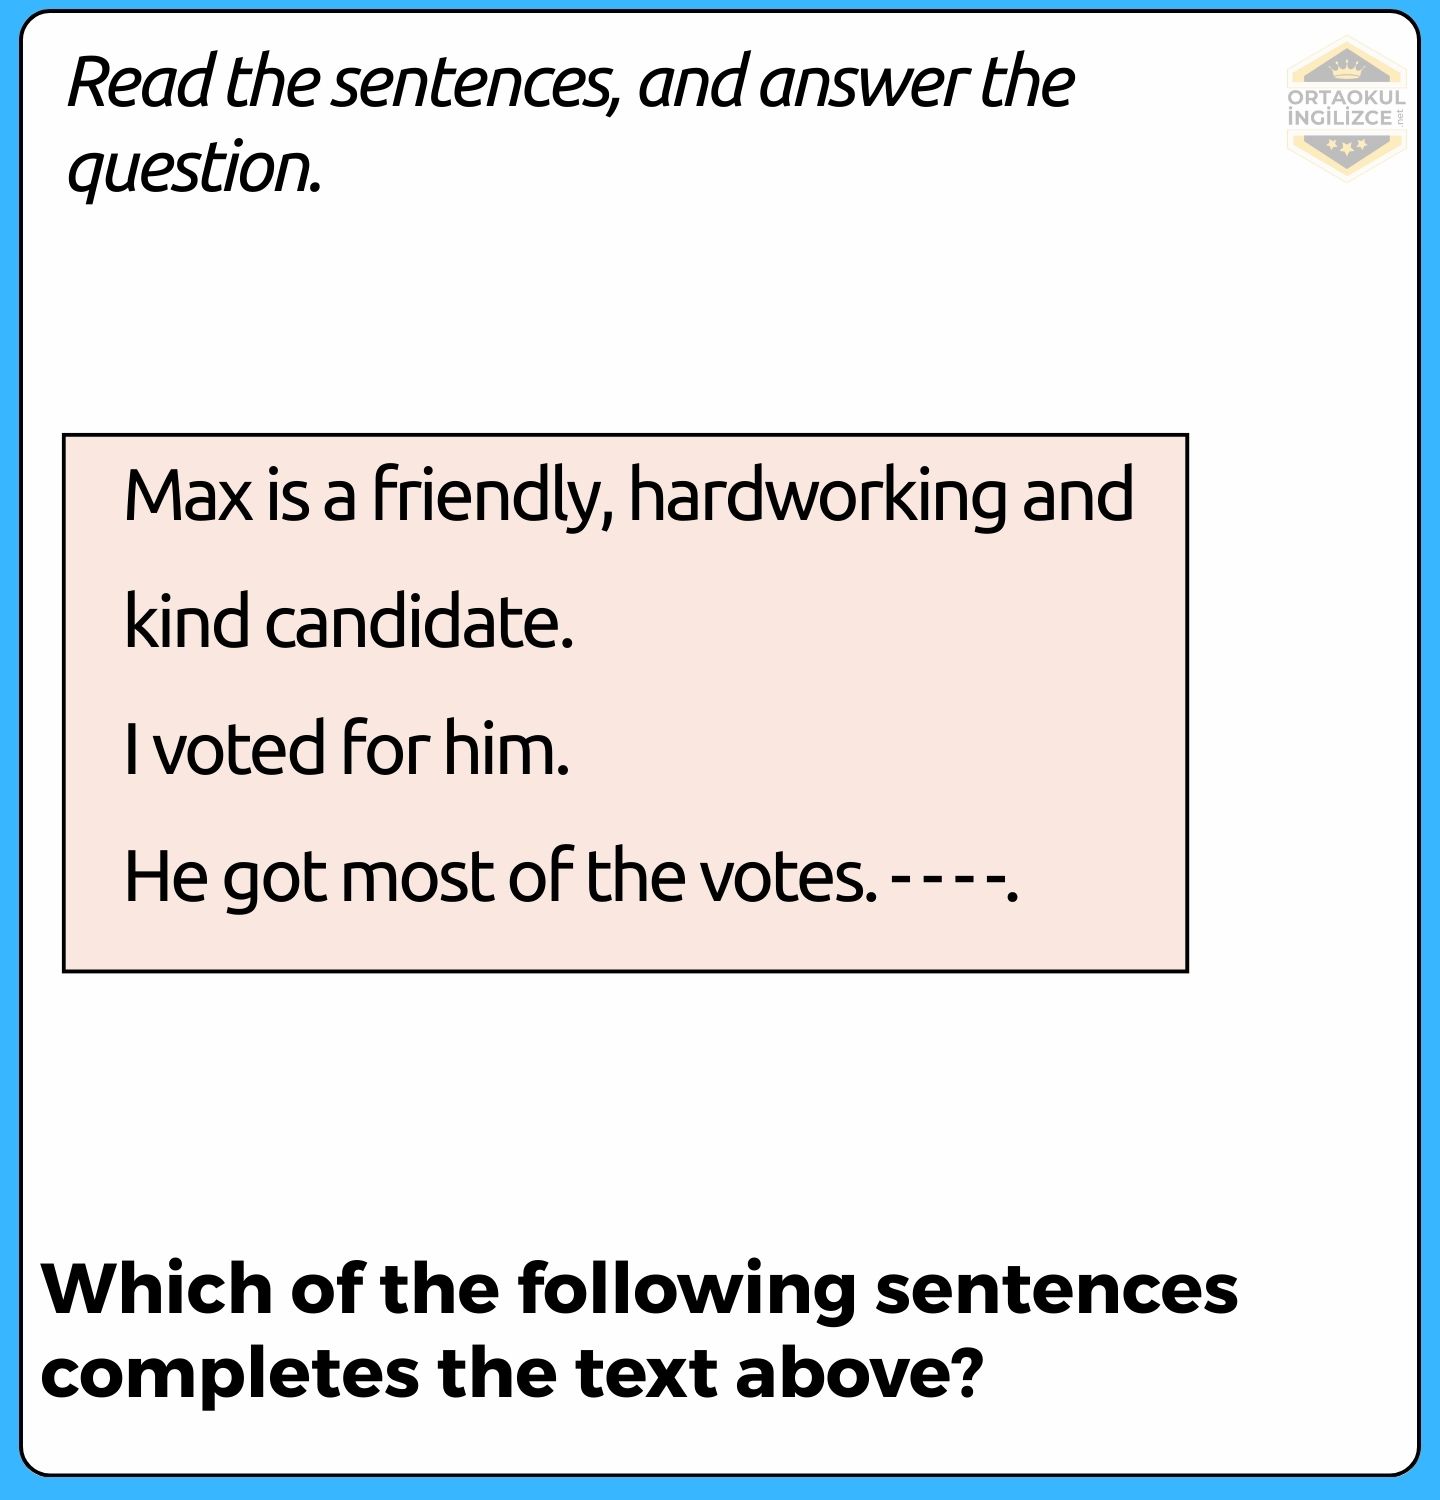 Read the sentences, and answer the
question.
ORTAOKUL
İNGİLİZCE .net
Max is a friendly, hardworking and
kind candidate.
I voted for him.
He got most of the votes. - - - -.
Which of the following sentences
completes the text above?